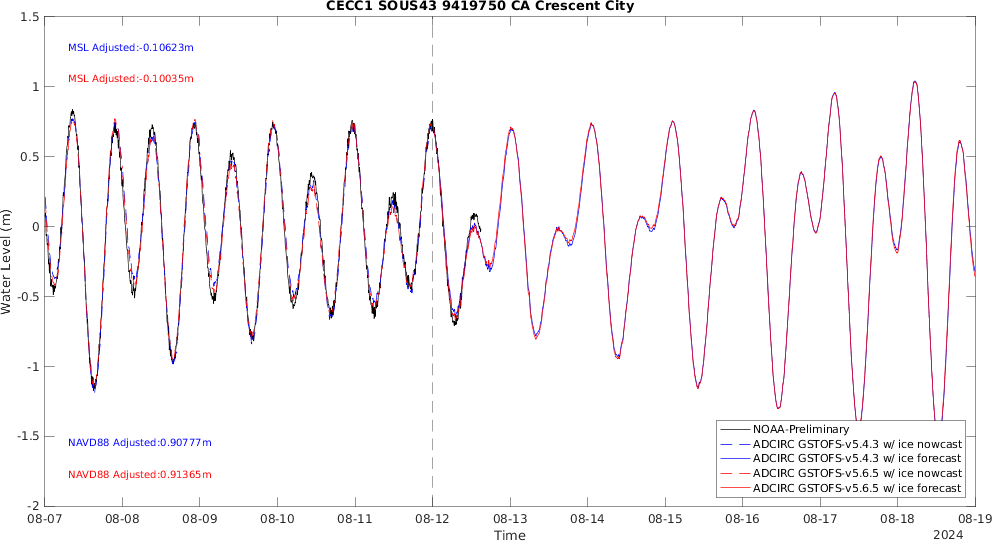 CECC1 SOUS43 9419750 CA Crescent City
1.5
1
0.5
0
-0.5
-1
-1.5
-2
Water Level (m)
MSL Adjusted:-0.10623m
MSL Adjusted:-0.10035m
NAVD88 Adjusted:0.90777m
NAVD88 Adjusted:0.91365m
NOAA-Preliminary
ADCIRC GSTOFS-v5.4.3 w/ ice nowcast
ADCIRC GSTOFS-v5.4.3 w/ ice forecast
ADCIRC GSTOFS-v5.6.5 w/ ice nowcast
ADCIRC GSTOFS-v5.6.5 w/ ice forecast
08-07 08-08 08-09 08-10 08-11 08-12 08-13 08-14 08-15 08-16 08-17 08-18 08-19
Time
2024